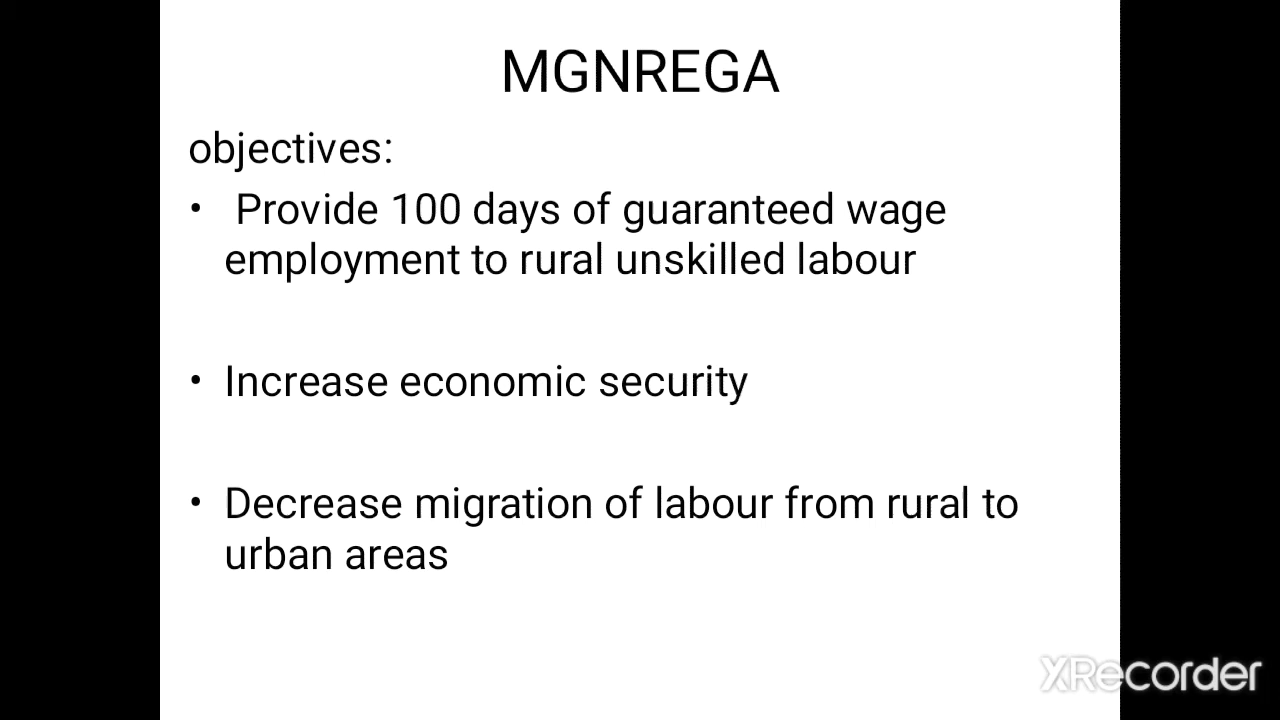 MGNREGA
objectives:
• Provide 100 days of guaranteed wage
employment to rural unskilled labour
• Increase economic security
• Decrease migration of labour from rural to
urban areas
XRecorder